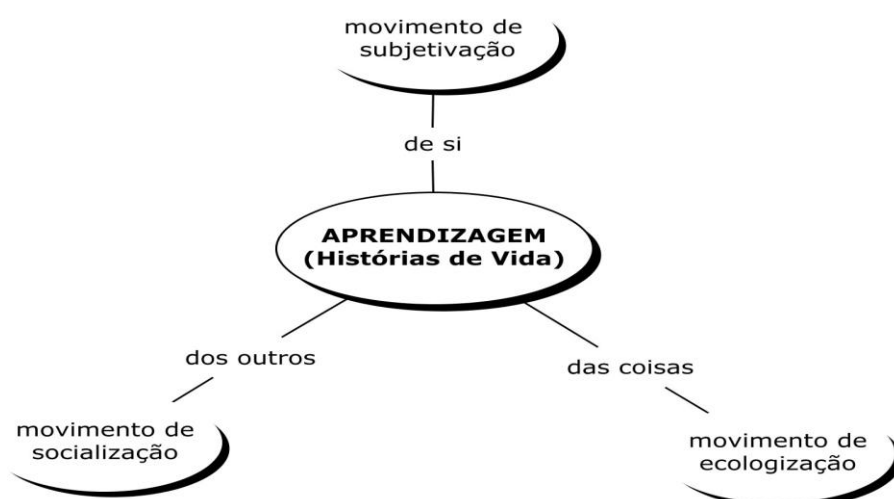 movimento de
subjetivação
de si
APRENDIZAGEM
(Histórias de Vida)
dos outros
das coisas
movimento de
socialização
movimento de
ecologização